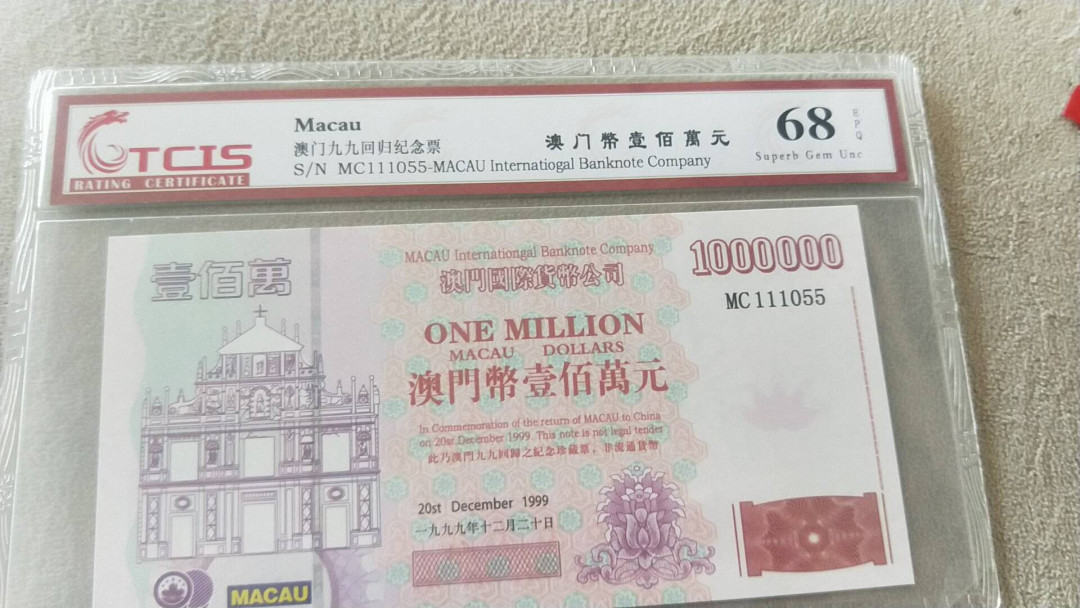 TCIS
RATING CERTIFICATE
Macau
澳门九九回归纪念票
S/N MC111055-MACAU Internatiogal Banknote Company
澳门幣壹佰萬元
68
EPQ
Superb Gem Unc
壹佰萬
MACAU Internationgal Banknote Company
澳門國際貨幣公司
1000000
MC111055
ONE MILLION
MACAU DOLLARS
澳門幣壹佰萬元
In Commemoration of the return of MACAU to China
on 20st December 1999. This note is not legal tender
此乃澳門九九回歸之紀念珍藏票，非流通貨幣
20st December 1999
一九九九年十二月二十日
MACAU